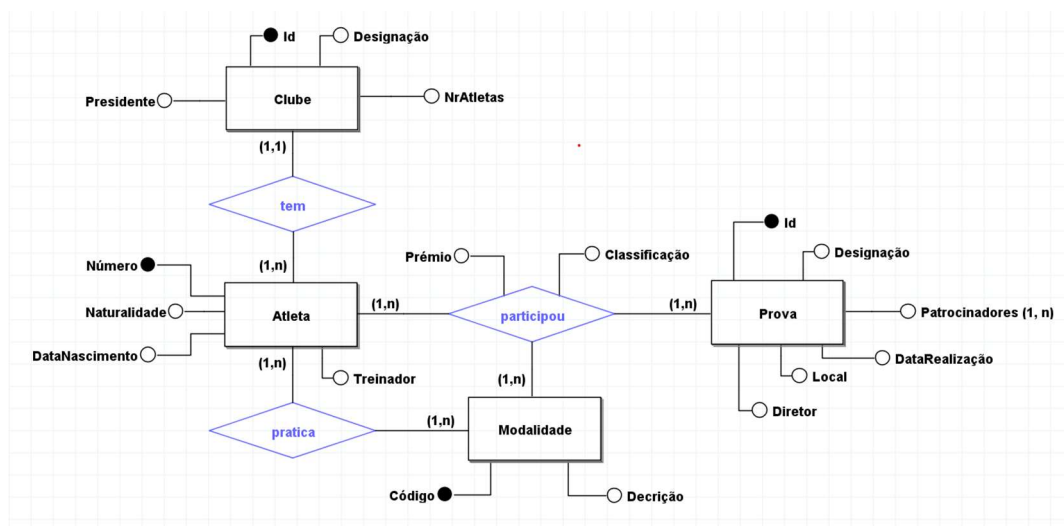 Id
Designação
Presidente
Clube
NrAtletas
(1,1)
tem
Id
Designação
Número
(1,n)
Prémio
Classificação
Naturalidade
Atleta
(1,n)
participou
(1,n)
Prova
Patrocinadores (1, n)
DataNascimento
(1,n)
Treinador
(1,n)
DataRealização
Local
Diretor
pratica
(1,n)
Modalidade
Código
Decrição